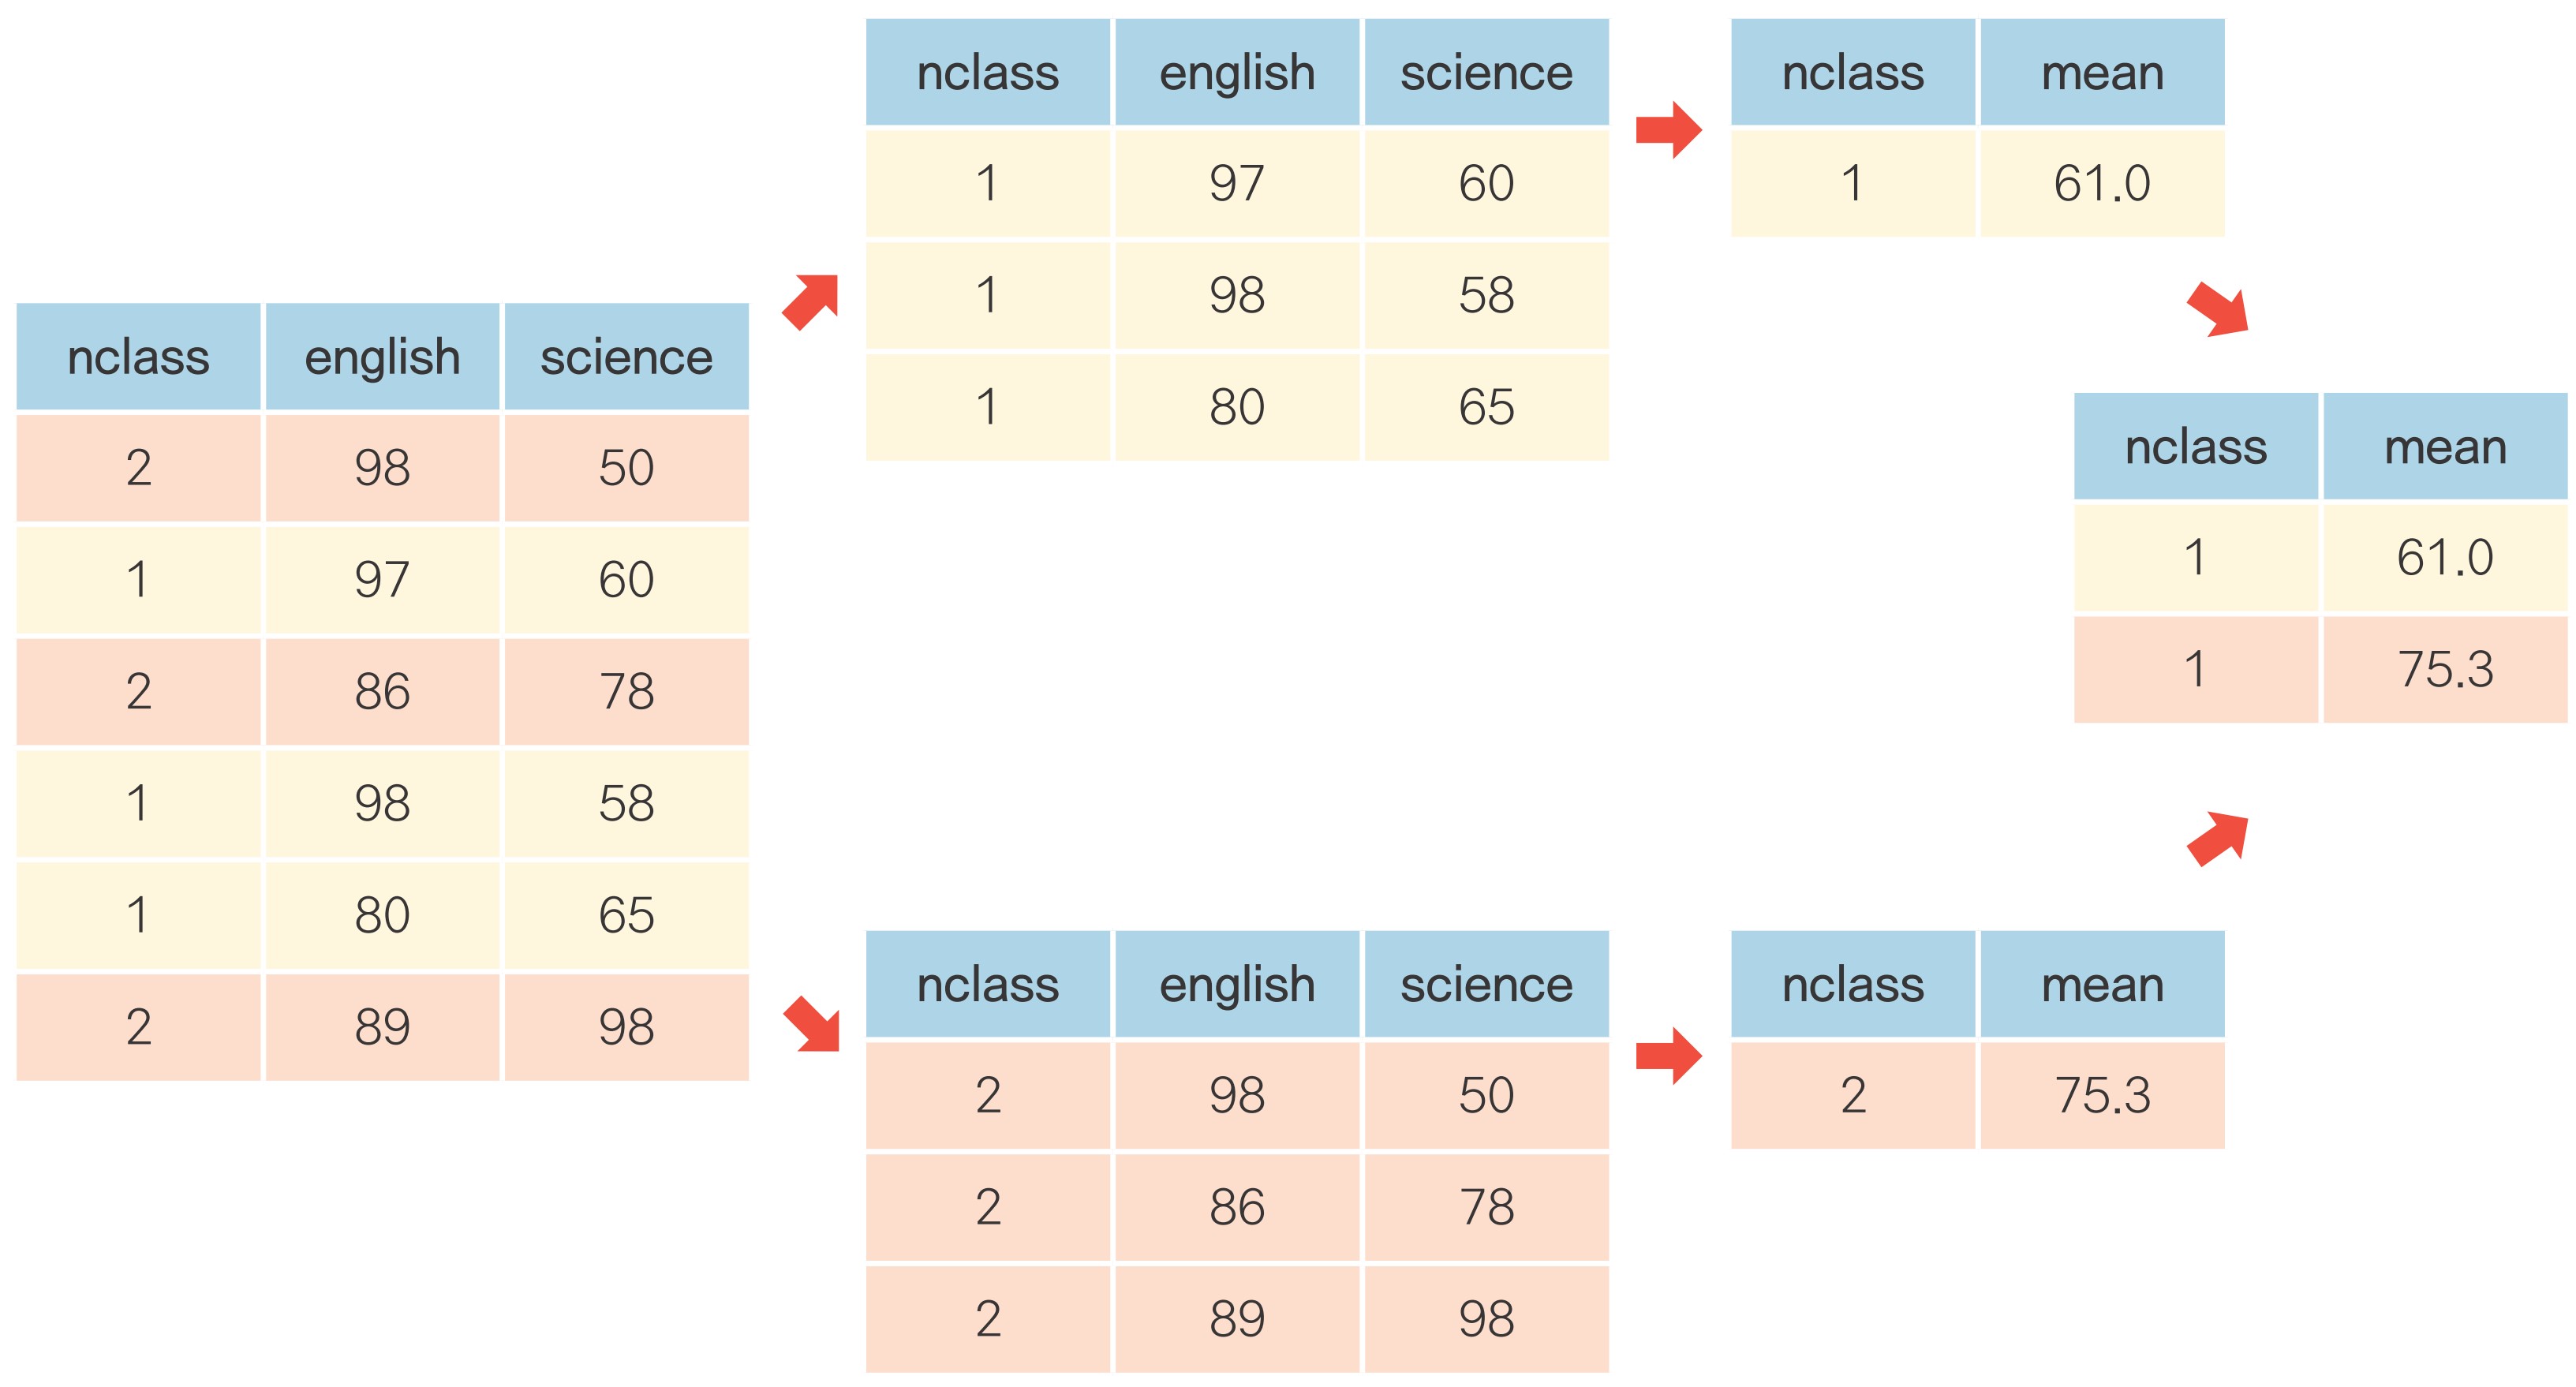 nclass english science
2 98 50
1 97 60
2 86 78
1 98 58
1 80 65
2 89 98
nclass english science
1 97 60
1 98 58
1 80 65
nclass mean
1 61.0
nclass english science
2 98 50
2 86 78
2 89 98
nclass mean
2 75.3
nclass mean
1 61.0
1 75.3